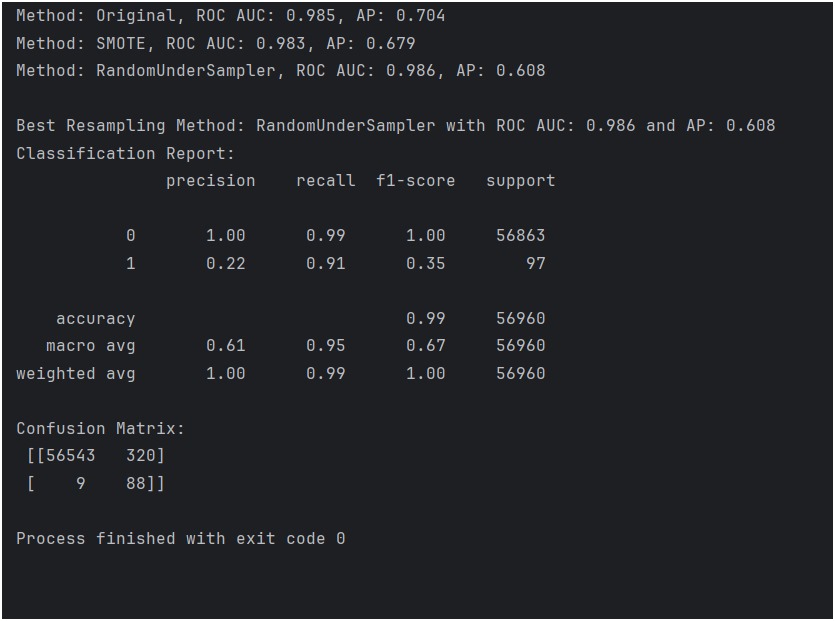 Method: Original, ROC AUC: 0.985, AP: 0.704
Method: SMOTE, ROC AUC: 0.983, AP: 0.679
Method: RandomUnderSampler, ROC AUC: 0.986, AP: 0.608
Best Resampling Method: RandomUnderSampler with ROC AUC: 0.986 and AP: 0.608
Classification Report:
precision recall f1-score support
0 1.00 0.99 1.00 56863
1 0.22 0.91 0.35 97
accuracy 0.99 56960
macro avg 0.61 0.95 0.67 56960
weighted avg 1.00 0.99 1.00 56960
Confusion Matrix:
[[56543 320]
[ 9 88]]
Process finished with exit code 0